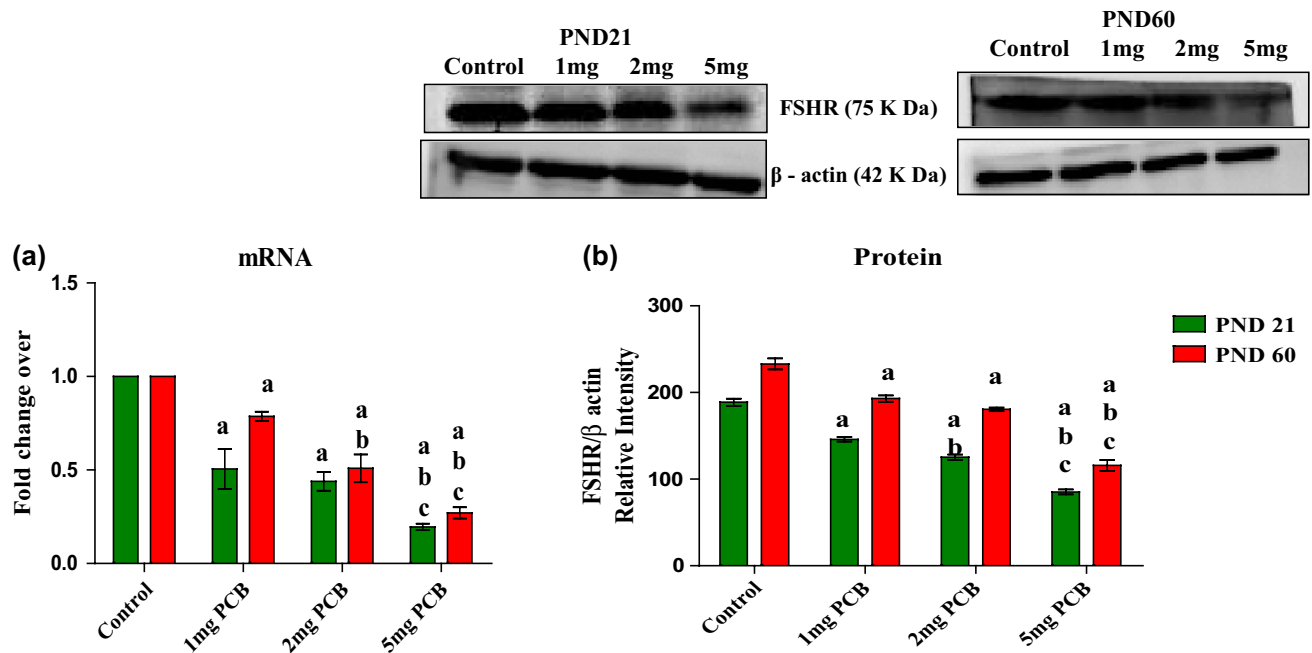 PND21
Control 1mg 2mg 5mg
PND60
Control 1mg 2mg 5mg
FSHR (75 K Da)
β - actin (42 K Da)
(a)
mRNA
Fold change over
1.5
1.0
0.5
0.0
a
a
a
a
b
a
b
c
a
b
c
Control
1mg PCB
2mg PCB
5mg PCB
(b)
Protein
FSHR/β actin
Relative Intensity
300
200
100
0
a
a
a
b
a
a
b
c
a
b
c
Control
1mg PCB
2mg PCB
5mg PCB
PND 21
PND 60